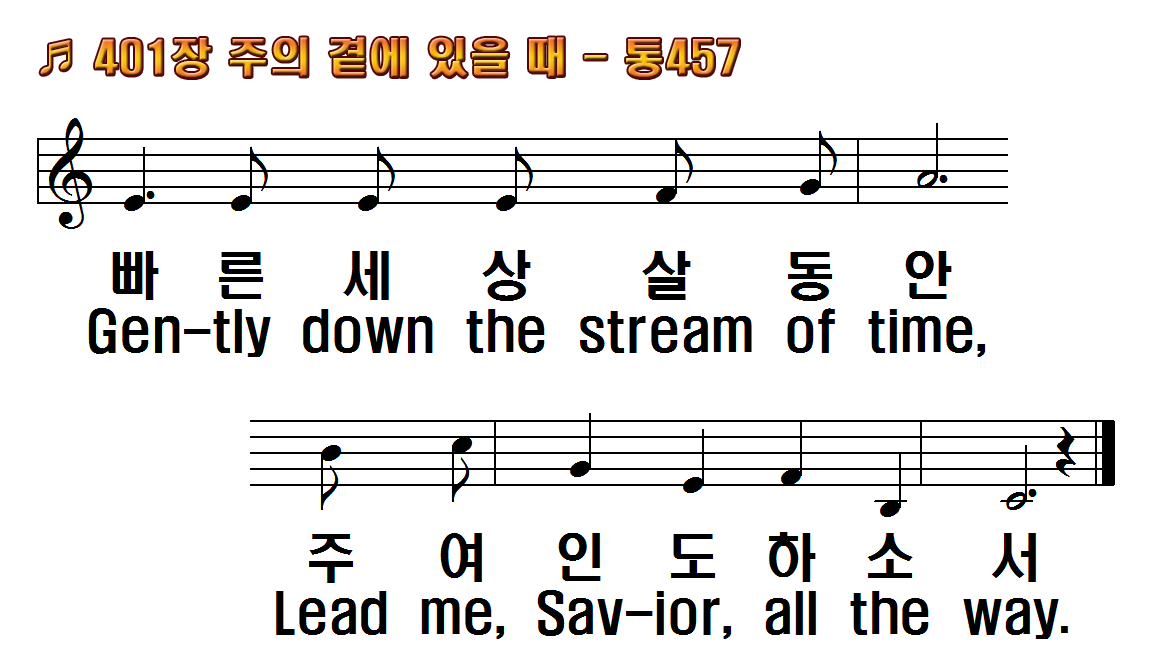 ♬ 401장 주의 곁에 있을 때 - 통457
빠 른 세 상 살 동 안
Gen-tly down the stream of time,
주 여 인 도 하 소 서
Lead me, Sav-ior, all the way.